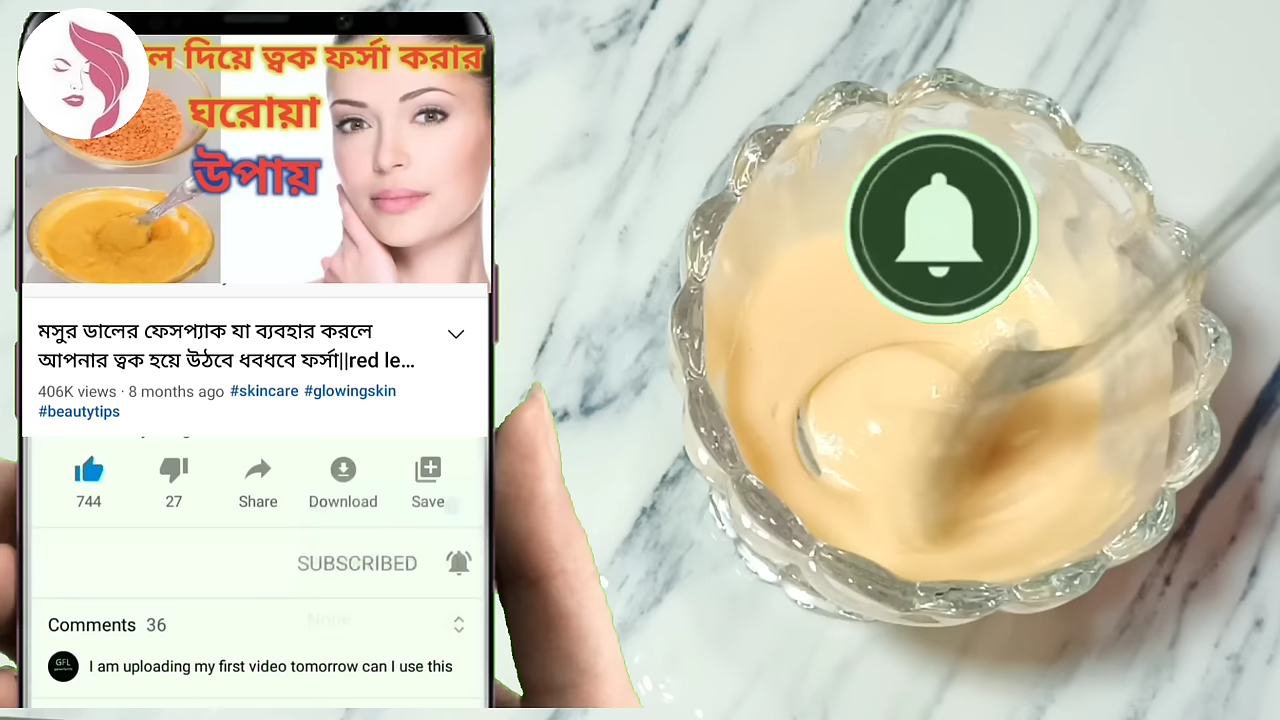 ল দিয়ে ত্বক ফর্সা করার
ঘরোয়া
উপায়
মসুর ডালের ফেসপ্যাক যা ব্যবহার করলে
আপনার ত্বক হয়ে উঠবে ধবধবে ফর্সা||red le...
406K views · 8 months ago #skincare #glowingskin
#beautytips
744
27
Share
Download
Save
SUBSCRIBED
None
Comments 36
GFL
I am uploading my first video tomorrow can I use this